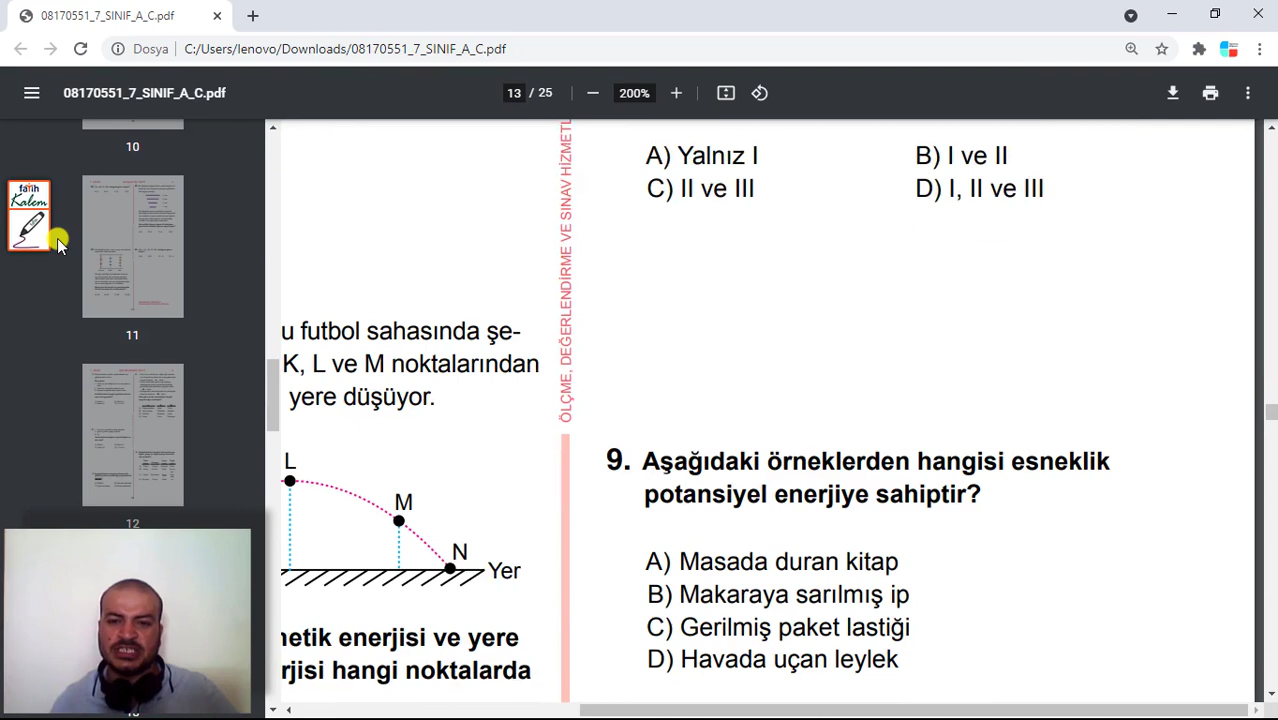 08170551_7_SINIF_A_C.pdf
Dosya
C:/Users/lenovo/Downloads/08170551_7_SINIF_A_C.pdf
08170551_7_SINIF_A_C.pdf
13 / 25
200%
10
fatih
Kalem
11
12
u futbol sahasında şe-
K, L ve M noktalarından
yere düşüyor.
L
M
N
Yer
netik enerjisi ve yere
rjisi hangi noktalarda
ÖLÇME, DEĞERLENDİRME VE SINAV HİZMETL
A) Yalnız I
B) I ve II
C) II ve III
D) I, II ve III
9. Aşağıdaki örneklerden hangisi esneklik
potansiyel enerjiye sahiptir?
A) Masada duran kitap
B) Makaraya sarılmış ip
C) Gerilmiş paket lastiği
D) Havada uçan leylek